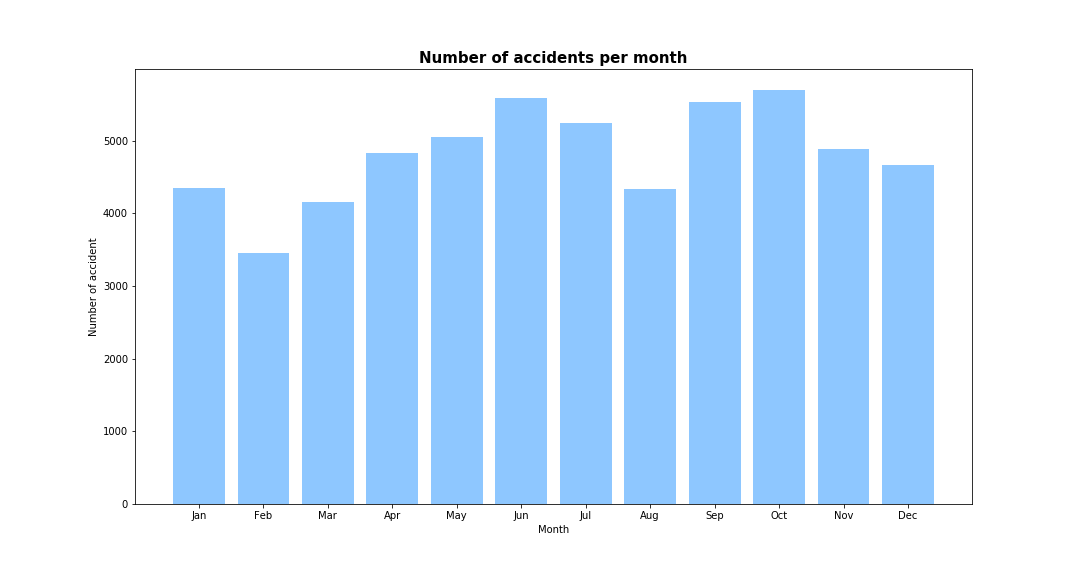 Number of accidents per month
Number of accident
5000
4000
3000
2000
1000
0
Jan Feb Mar Apr May Jun Jul Aug Sep Oct Nov Dec
Month